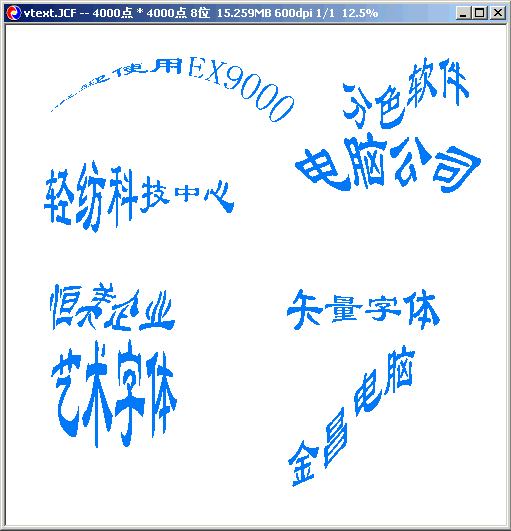 vtext.JCF -- 4000点 * 4000点 8位 15.259MB 600dpi 1/1 12.5%
使用EX9000
分色软件
电脑公司
轻纺科技中心
恒养企业
矢量字体
艺术字体
金昌电脑